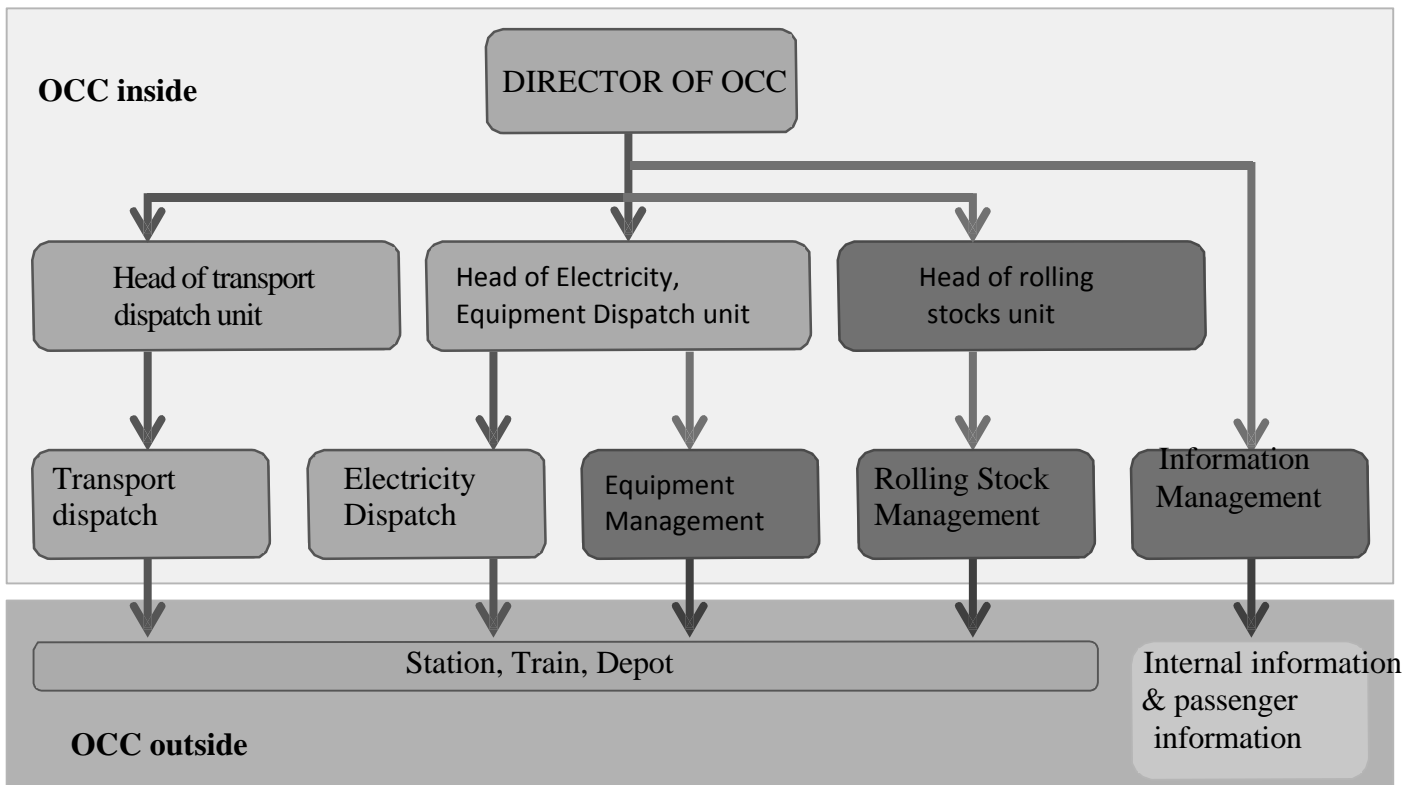 DIRECTOR OF OCC
OCC inside
Head of transport
dispatch unit
Head of Electricity,
Equipment Dispatch unit
Head of rolling
stocks unit
Transport
dispatch
Electricity
Dispatch
Equipment
Management
Rolling Stock
Management
Information
Management
Station, Train, Depot
Internal information
& passenger
information
OCC outside